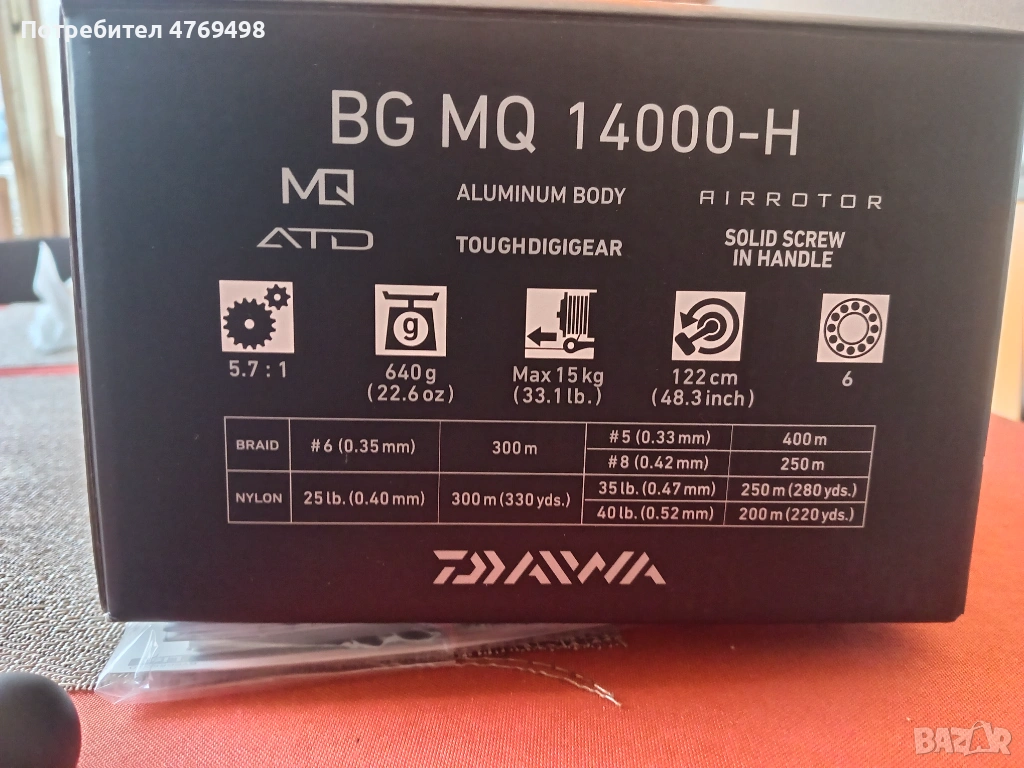 Потребител 4769498
BG MQ 14000-H
MQ ALUMINUM BODY AIRROTOR
ATD TOUGHDIGIGEAR SOLID SCREW
IN HANDLE
g
5.7 : 1 640 g Max 15 kg 122 cm 6
(22.6 oz) (33.1 lb.) (48.3 inch)
BRAID #6 (0.35 mm) 300 m #5 (0.33 mm) 400 m
#8 (0.42 mm) 250 m
NYLON 25 lb. (0.40 mm) 300 m (330 yds.) 35 lb. (0.47 mm) 250 m (280 yds.)
40 lb. (0.52 mm) 200 m (220 yds.)
DAIWA
BAZAR